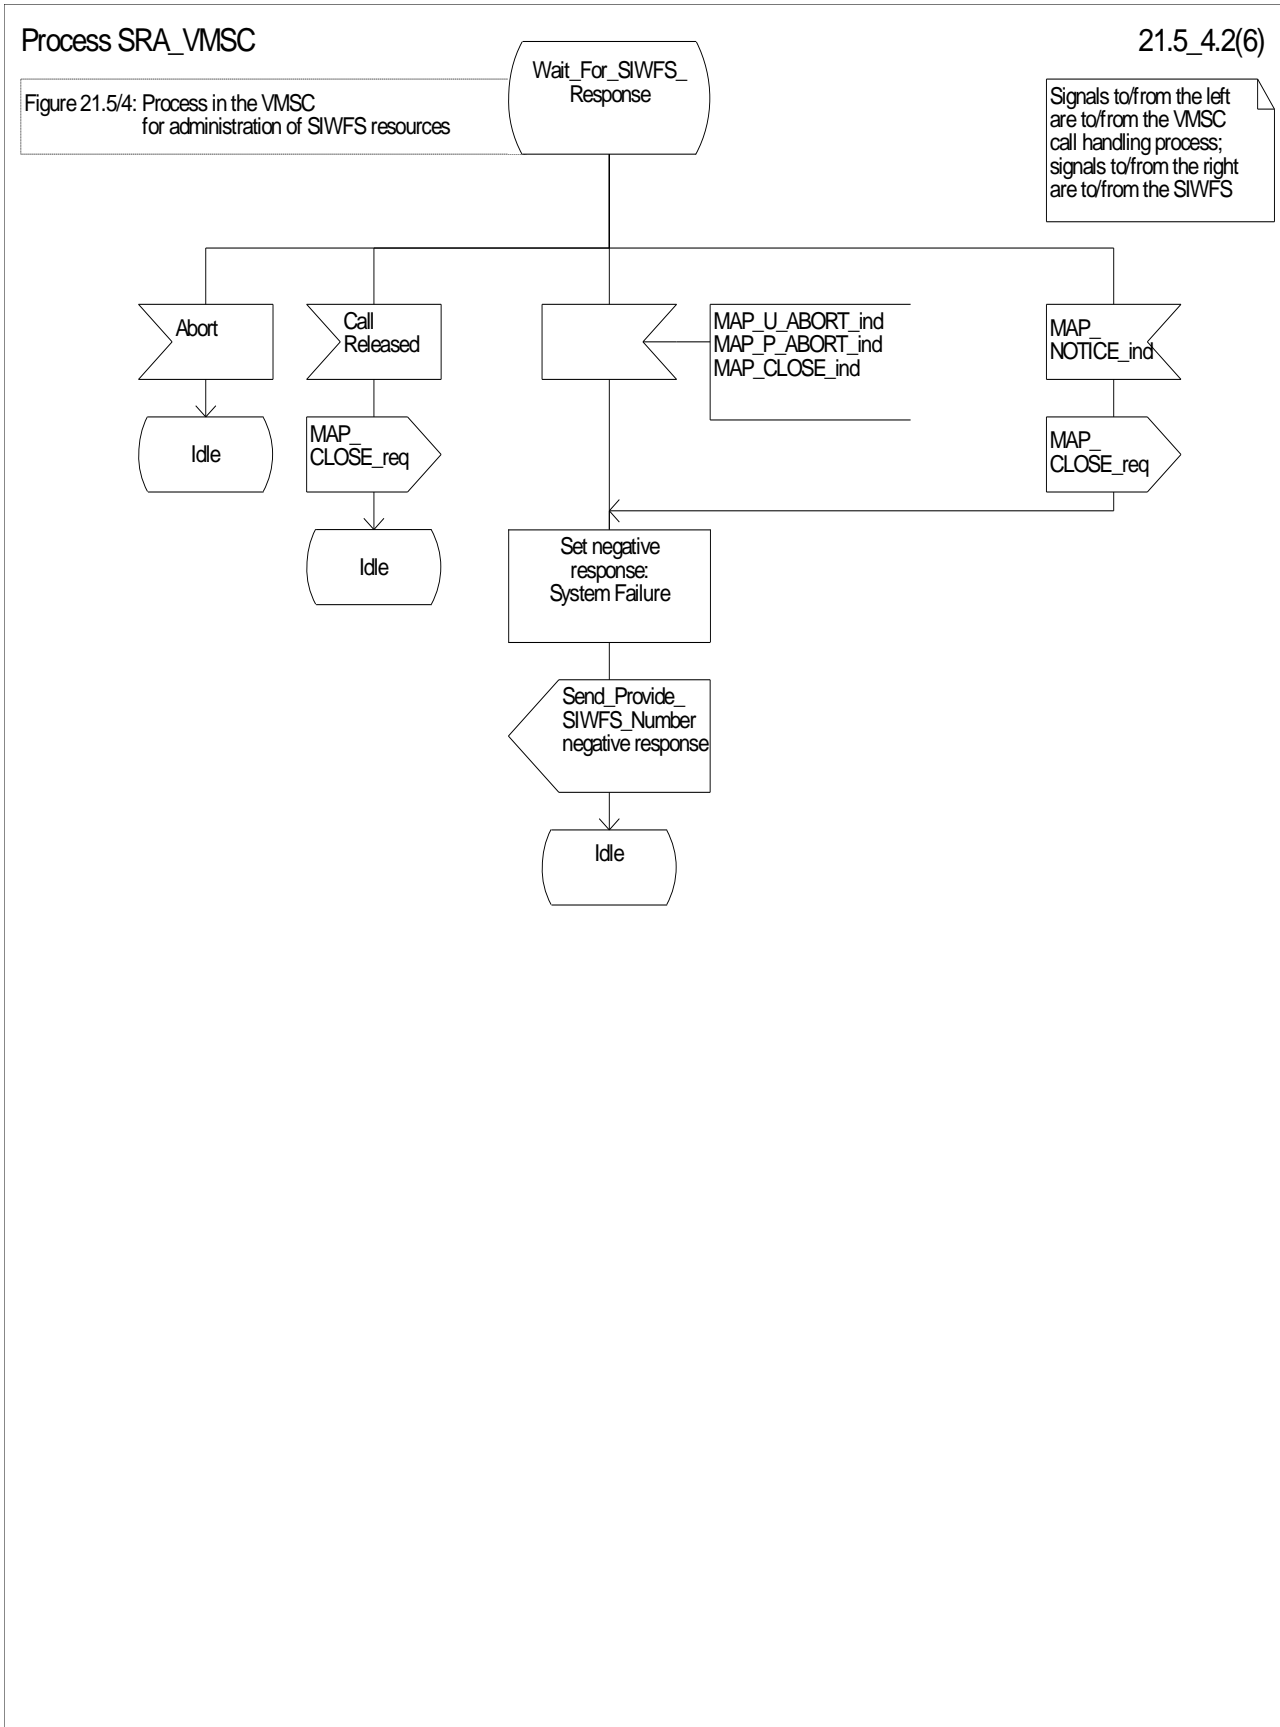 Process SRA_VMSC
21.5_4.2(6)
Figure 21.5/4: Process in the VMSC
for administration of SIWFS resources
Wait_For_SIWFS_
Response
Signals to/from the left
are to/from the VMSC
call handling process;
signals to/from the right
are to/from the SIWFS
Abort
Call
Released
MAP_U_ABORT_ind
MAP_P_ABORT_ind
MAP_CLOSE_ind
MAP_
NOTICE_ind
Idle
MAP_
CLOSE_req
MAP_
CLOSE_req
Idle
Set negative
response:
System Failure
Send_Provide_
SIWFS_Number
negative response
Idle